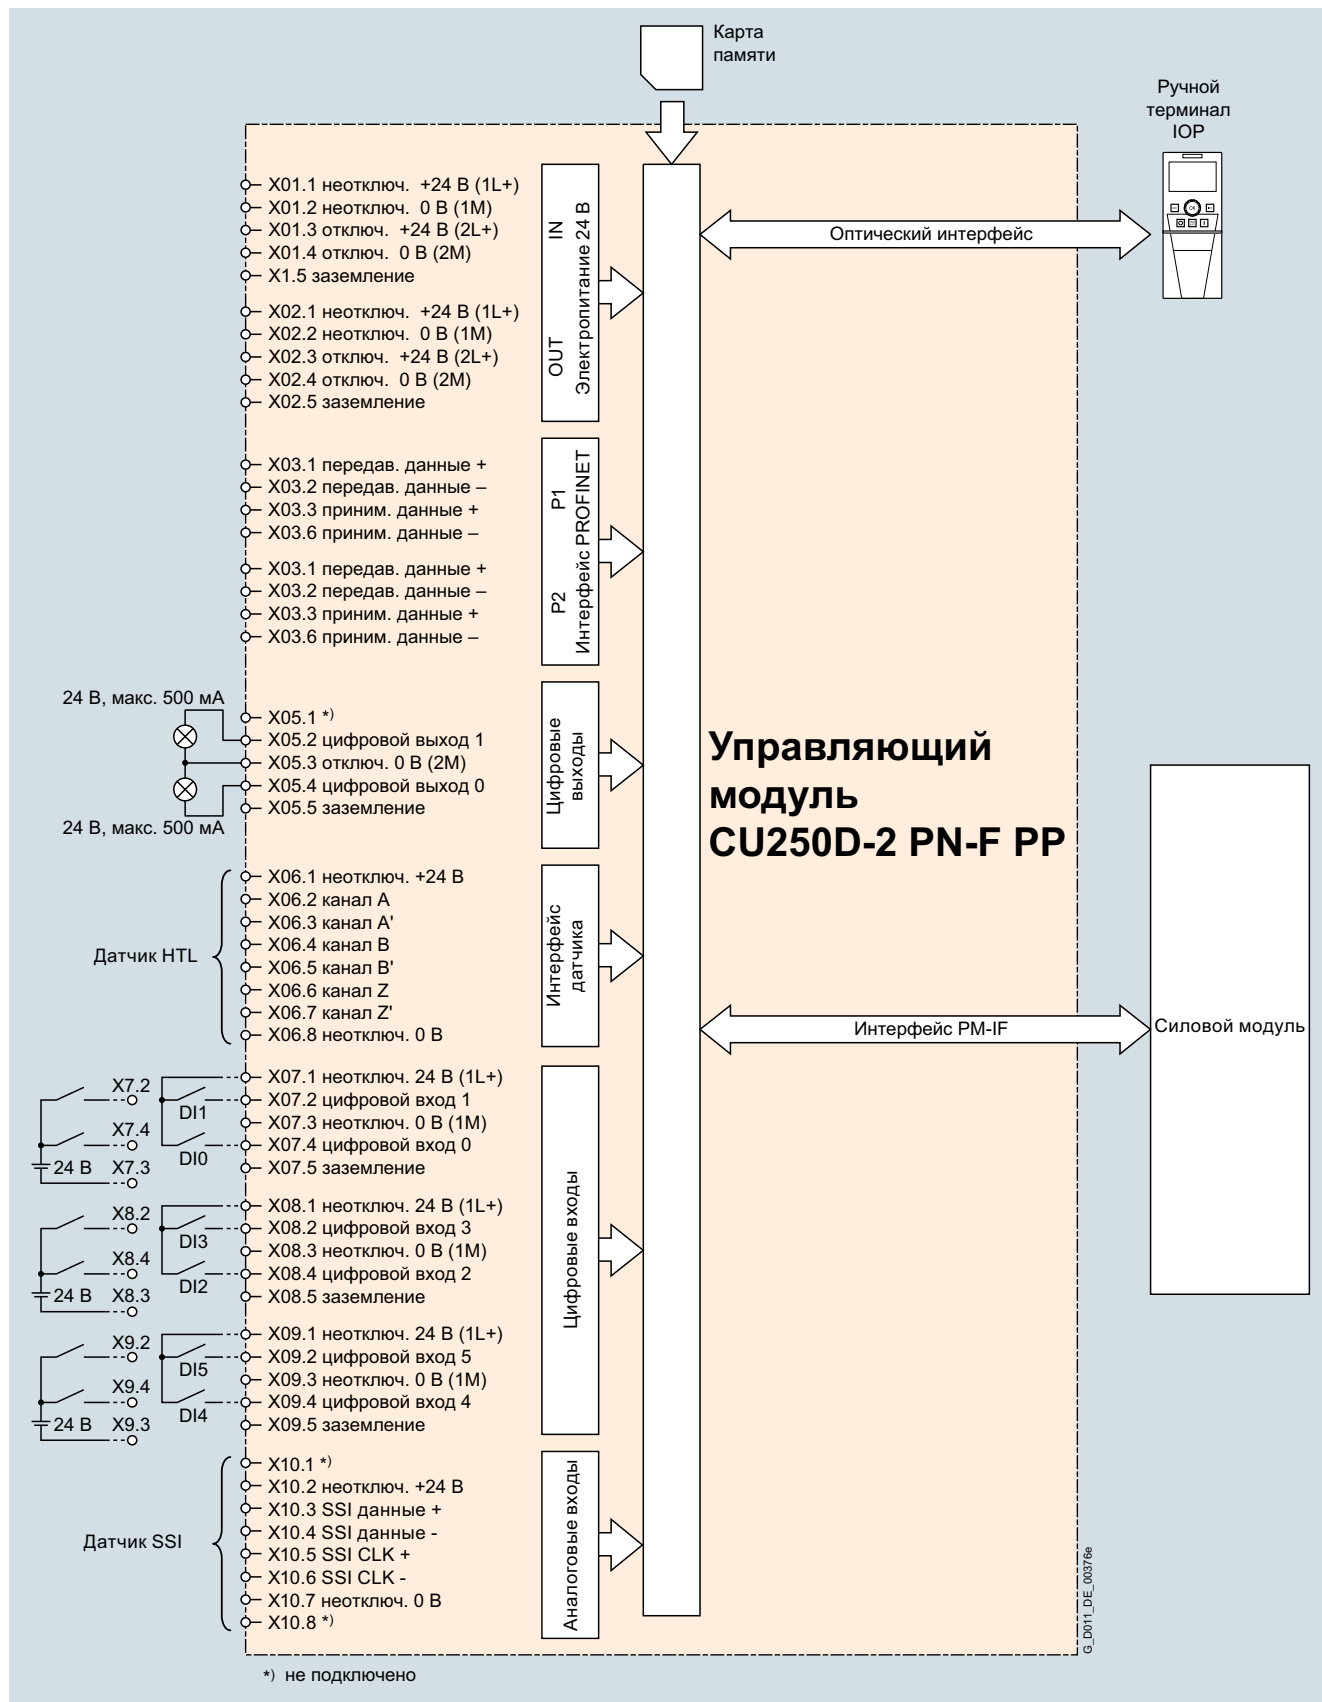 Карта
памяти
Ручной
терминал
IOP
X01.1 неотключ. +24 В (1L+)
X01.2 неотключ. 0 В (1M)
X01.3 отключ. +24 В (2L+)
X01.4 отключ. 0 В (2M)
X1.5 заземление
X02.1 неотключ. +24 В (1L+)
X02.2 неотключ. 0 В (1M)
X02.3 отключ. +24 В (2L+)
X02.4 отключ. 0 В (2M)
X02.5 заземление
OUT IN
Электропитание 24 В
Оптический интерфейс
X03.1 передав. данные +
X03.2 передав. данные –
X03.3 приним. данные +
X03.6 приним. данные –
X03.1 передав. данные +
X03.2 передав. данные –
X03.3 приним. данные +
X03.6 приним. данные –
P2 P1
Интерфейс PROFINET
24 В, макс. 500 мА
X05.1 *)
X05.2 цифровой выход 1
X05.3 отключ. 0 В (2M)
X05.4 цифровой выход 0
X05.5 заземление
24 В, макс. 500 мА
Цифровые
выходы
Управляющий
модуль
CU250D-2 PN-F PP
Датчик HTL
X06.1 неотключ. +24 В
X06.2 канал A
X06.3 канал A'
X06.4 канал B
X06.5 канал B'
X06.6 канал Z
X06.7 канал Z'
X06.8 неотключ. 0 В
Интерфейс
датчика
Интерфейс PM-IF
Силовой модуль
X7.2
X7.4
24 В X7.3
DI1
DI0
X07.1 неотключ. 24 В (1L+)
X07.2 цифровой вход 1
X07.3 неотключ. 0 В (1M)
X07.4 цифровой вход 0
X07.5 заземление
X8.2
X8.4
24 В X8.3
DI3
DI2
X08.1 неотключ. 24 В (1L+)
X08.2 цифровой вход 3
X08.3 неотключ. 0 В (1M)
X08.4 цифровой вход 2
X08.5 заземление
X9.2
X9.4
24 В X9.3
DI5
DI4
X09.1 неотключ. 24 В (1L+)
X09.2 цифровой вход 5
X09.3 неотключ. 0 В (1M)
X09.4 цифровой вход 4
X09.5 заземление
Цифровые входы
Датчик SSI
X10.1 *)
X10.2 неотключ. +24 В
X10.3 SSI данные +
X10.4 SSI данные -
X10.5 SSI CLK +
X10.6 SSI CLK -
X10.7 неотключ. 0 В
X10.8 *)
Аналоговые входы
G_D011_DE_00376e
*) не подключено